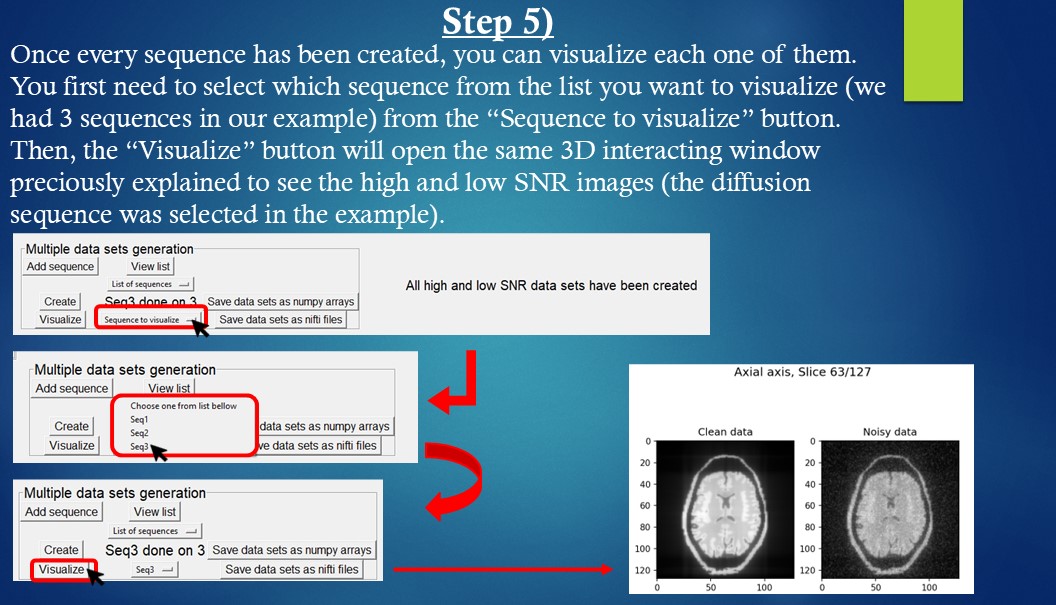 Step 5)
Once every sequence has been created, you can visualize each one of them.
You first need to select which sequence from the list you want to visualize (we
had 3 sequences in our example) from the “Sequence to visualize” button.
Then, the “Visualize” button will open the same 3D interacting window
preciously explained to see the high and low SNR images (the diffusion
sequence was selected in the example).
Multiple data sets generation
Add sequence View list
List of sequences
Create Seq3 done on 3 Save data sets as numpy arrays
Visualize Sequence to visualize Save data sets as nifti files
All high and low SNR data sets have been created
Multiple data sets generation
Add sequence View list
Choose one from list bellow
Seq1
Create Seq2 data sets as numpy arrays
Visualize Seq3 ve data sets as nifti files
Multiple data sets generation
Add sequence View list
List of sequences
Create Seq3 done on 3 Save data sets as numpy arrays
Visualize Seq3 Save data sets as nifti files
Axial axis, Slice 63/127
Clean data Noisy data
0 0
20 20
40 40
60 60
80 80
100 100
120 120
0 50 100 0 50 100